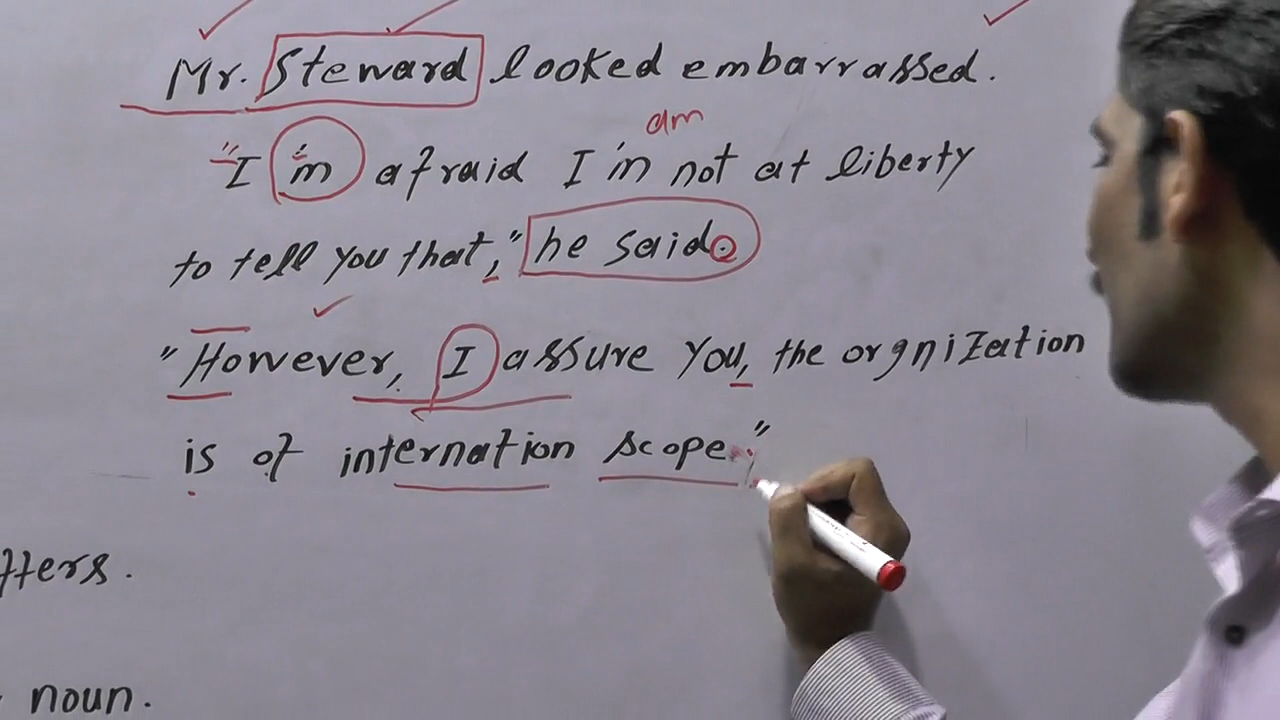 Mr. Steward looked embarrassed.
am
"I'm afraid I'm not at liberty
to tell you that," he said.
"However, I assure you, the orgnization
is of internation scope."
tters.
noun.